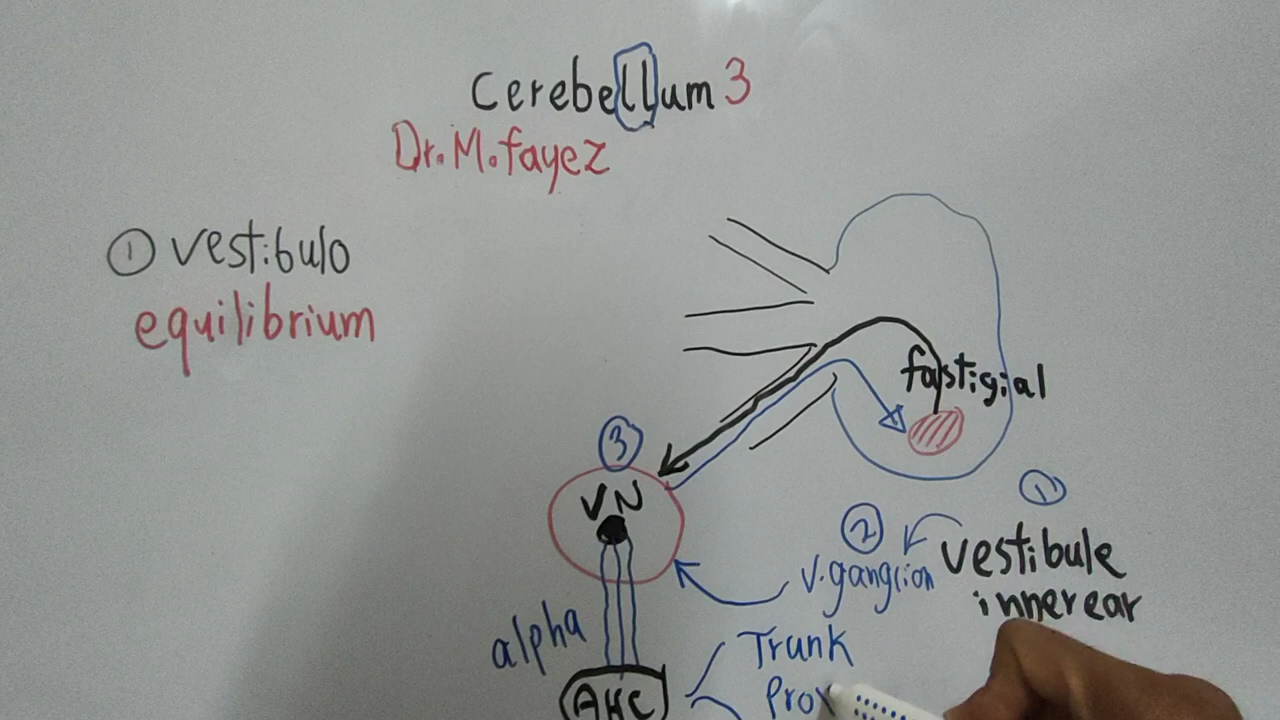 Cerebellum 3
Dr. M. fayez
① vestibulo
equilibrium
fastigial
③
VN
①
②
vestibule
v. ganglion
inner ear
alpha
Trunk
AHC
Prox